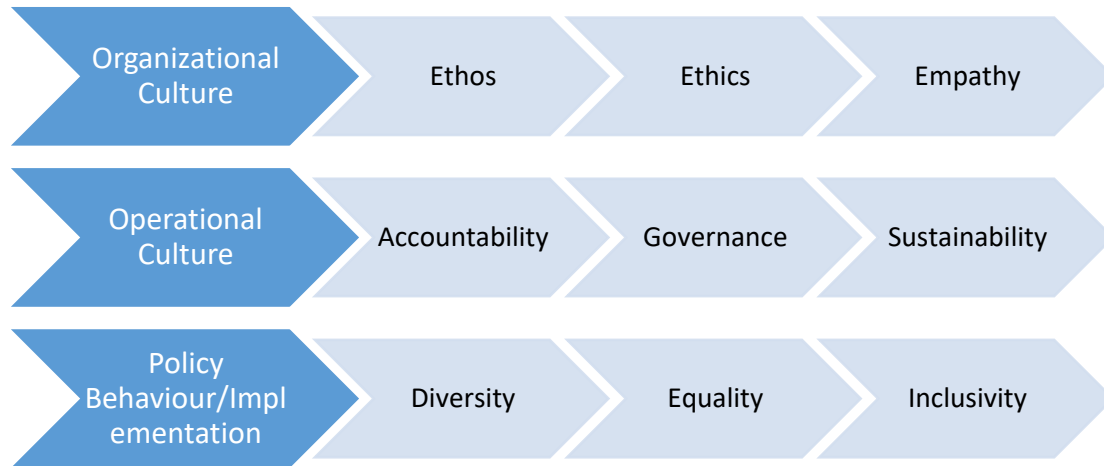 Organizational
Culture
Ethos
Ethics
Empathy
Operational
Culture
Accountability
Governance
Sustainability
Policy
Behaviour/Impl
ementation
Diversity
Equality
Inclusivity